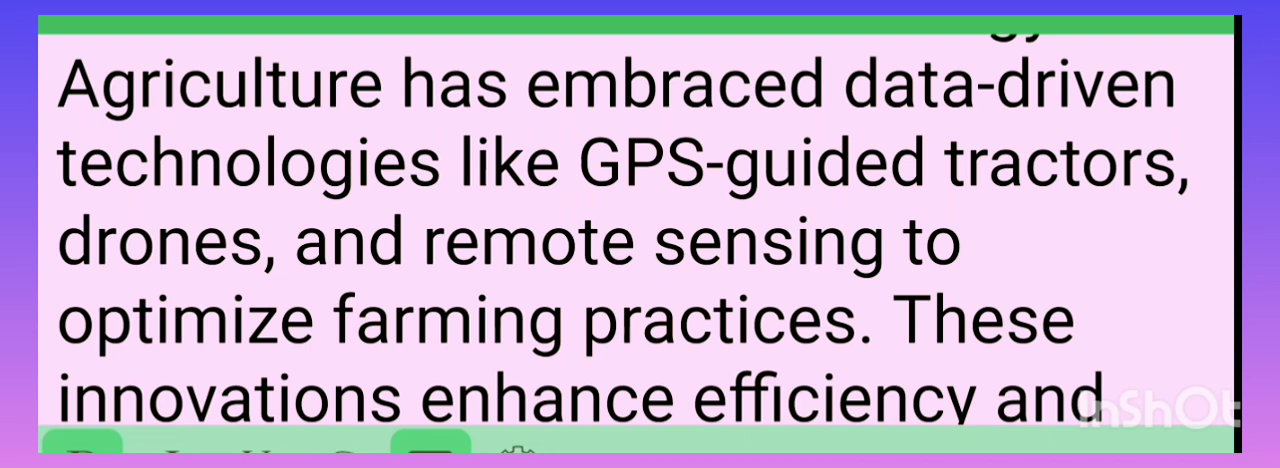 Agriculture has embraced data-driven
technologies like GPS-guided tractors,
drones, and remote sensing to
optimize farming practices. These
innovations enhance efficiency and
InShOt